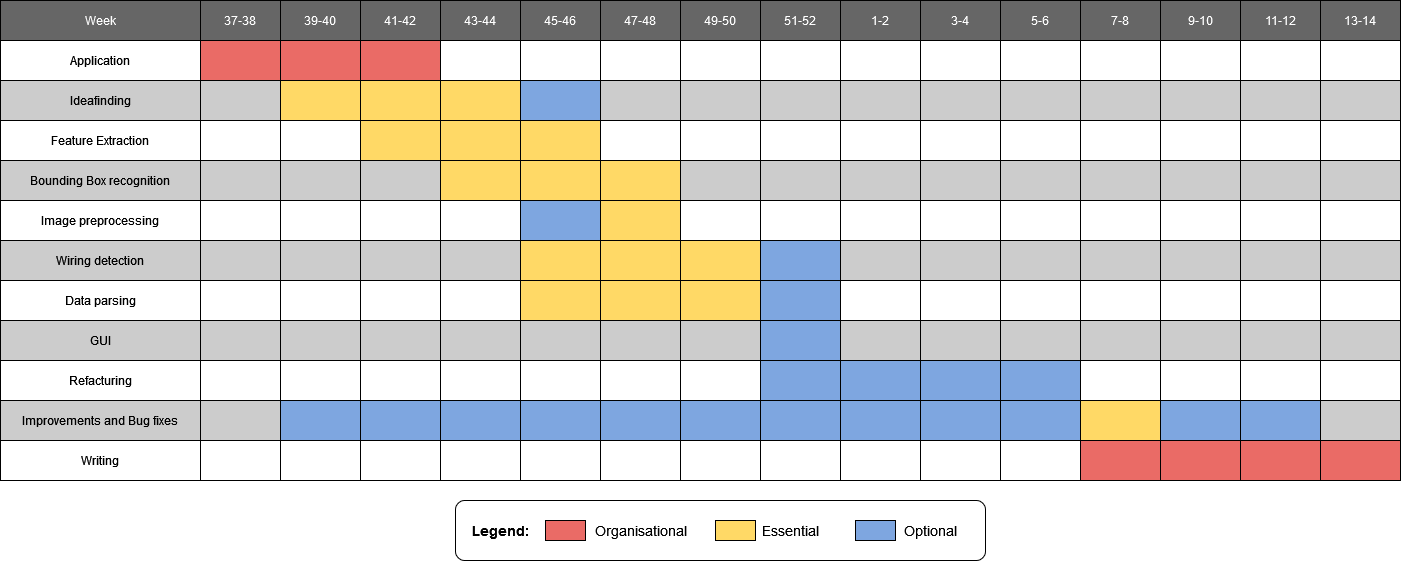 Week 37-38 39-40 41-42 43-44 45-46 47-48 49-50 51-52 1-2 3-4 5-6 7-8 9-10 11-12 13-14
Application
Ideafinding
Feature Extraction
Bounding Box recognition
Image preprocessing
Wiring detection
Data parsing
GUI
Refacturing
Improvements and Bug fixes
Writing
Legend: Organisational Essential Optional